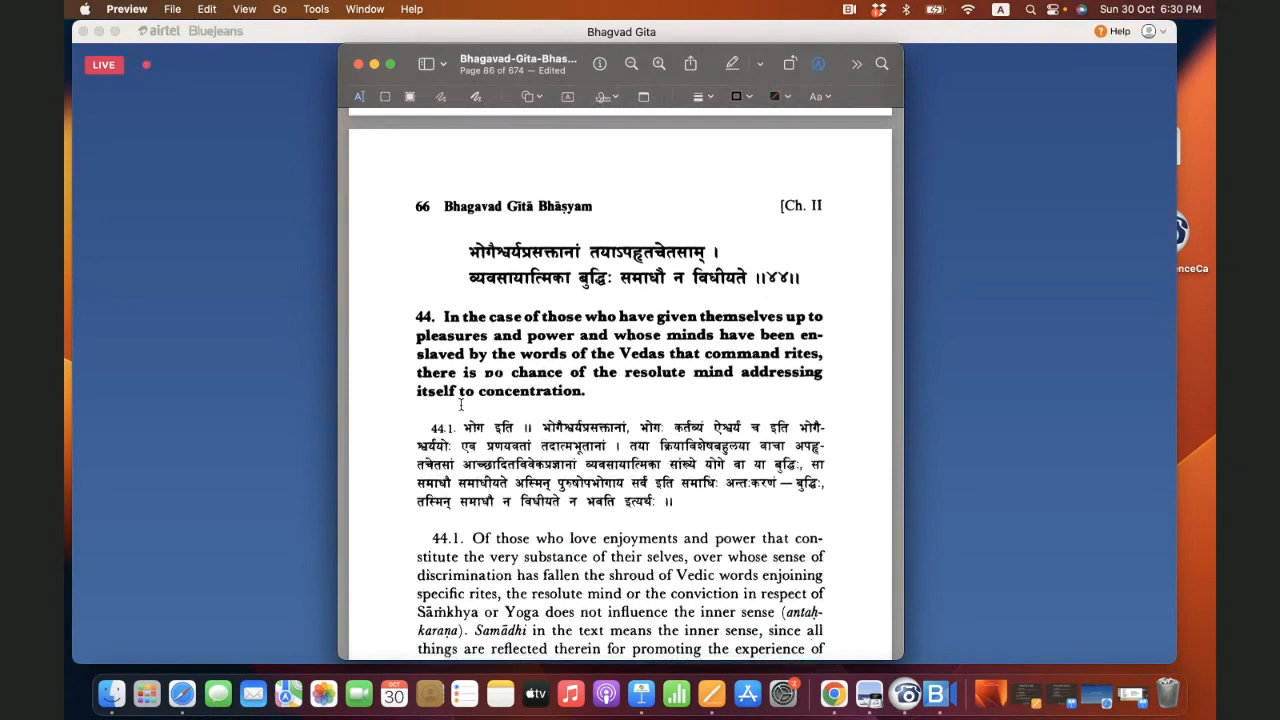 Preview File Edit View Go Tools Window Help
A Sun 30 Oct 6:30 PM
airtel BlueJeans
Bhagvad Gita
Help
LIVE
Bhagavad-Gita-Bhas...
Page 86 of 674 — Edited
Aa
66 Bhagavad Gītā Bhāṣyam [Ch. II
भोगैश्वर्यप्रसक्तानां तयाऽपहृतचेतसाम् ।
व्यवसायात्मिका बुद्धिः समाधौ न विधीयते ।।४४।।
44. In the case of those who have given themselves up to
pleasures and power and whose minds have been en-
slaved by the words of the Vedas that command rites,
there is no chance of the resolute mind addressing
itself to concentration.
44.1. भोग इति ।। भोगैश्वर्यप्रसक्तानां, भोगः कर्तव्यं ऐश्वर्यं च इति भोगै-
श्वर्ययोः एव प्रणयवतां तदात्मभूतानां । तया क्रियाविशेषबहुलया वाचा अपहृ-
तचेतसां आच्छादितविवेकप्रज्ञानां व्यवसायात्मिका सांख्ये योगे वा या बुद्धिः, सा
समाधौ समाधीयते अस्मिन् पुरुषोपभोगाय सर्वं इति समाधिः अन्तःकरणं — बुद्धिः,
तस्मिन् समाधौ न विधीयते न भवति इत्यर्थः ।।
44.1. Of those who love enjoyments and power that con-
stitute the very substance of their selves, over whose sense of
discrimination has fallen the shroud of Vedic words enjoining
specific rites, the resolute mind or the conviction in respect of
Sāṁkhya or Yoga does not influence the inner sense (antaḥ-
karaṇa). Samādhi in the text means the inner sense, since all
things are reflected therein for promoting the experience of
enceCa
OCT
30
tv
B